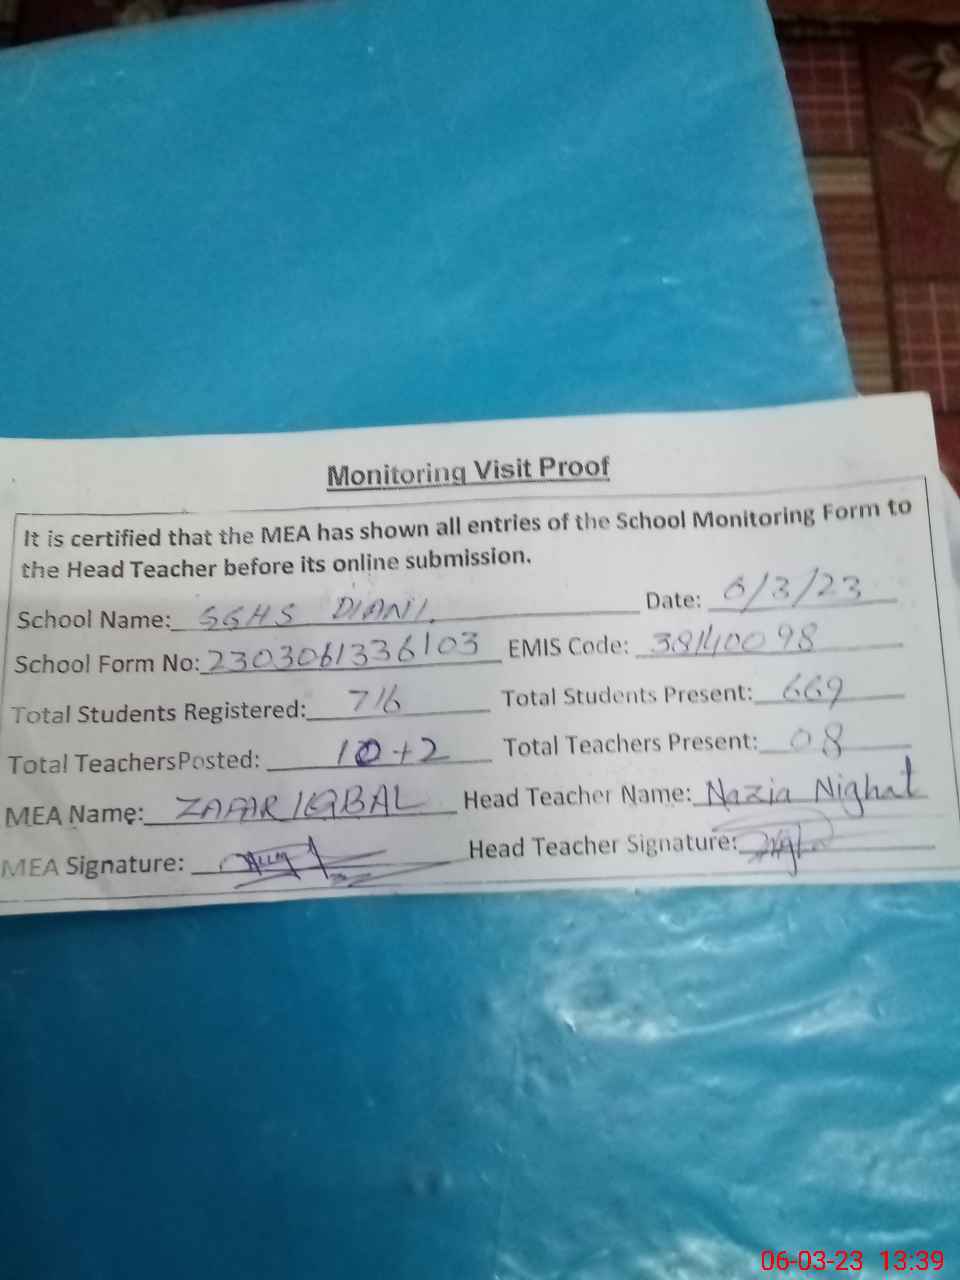 Monitoring Visit Proof
It is certified that the MEA has shown all entries of the School Monitoring Form to
the Head Teacher before its online submission.
School Name: GGHS DIANI. Date: 6/3/23
School Form No: 2303061336103 EMIS Code: 38140098
Total Students Registered: 716 Total Students Present: 669
Total TeachersPosted: 10+2 Total Teachers Present: 08
MEA Name: ZAFAR IQBAL Head Teacher Name: Nazia Nighat
MEA Signature: Head Teacher Signature:
06-03-23 13:39